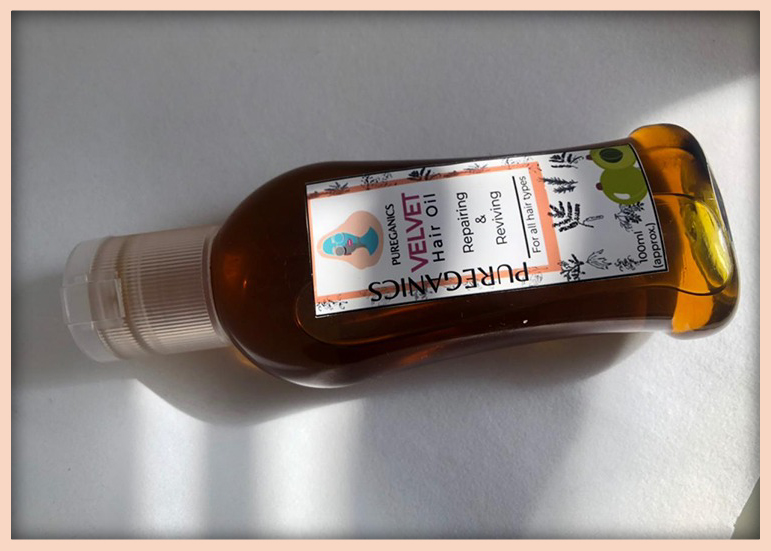 PUREGANICS
VELVET
Hair Oil
Repairing
&
Reviving
For all hair types
100ml
(approx.)
PUREGANICS